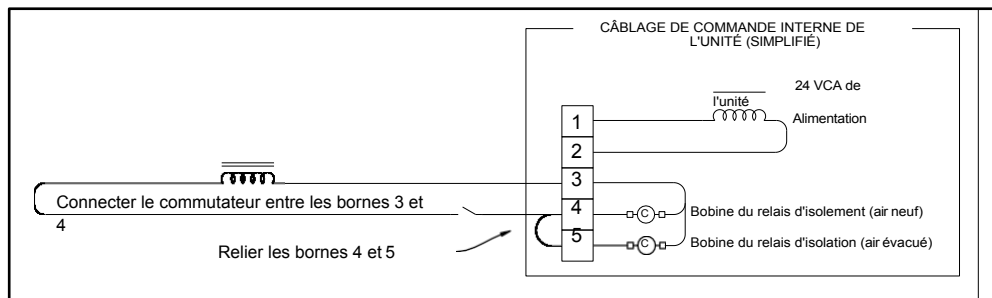 CÂBLAGE DE COMMANDE INTERNE DE
L'UNITÉ (SIMPLIFIÉ)
24 VCA de
l'unité
Alimentation
1
2
3
4
5
Connecter le commutateur entre les bornes 3 et
4
Relier les bornes 4 et 5
C
Bobine du relais d'isolement (air neuf)
C
Bobine du relais d'isolation (air évacué)